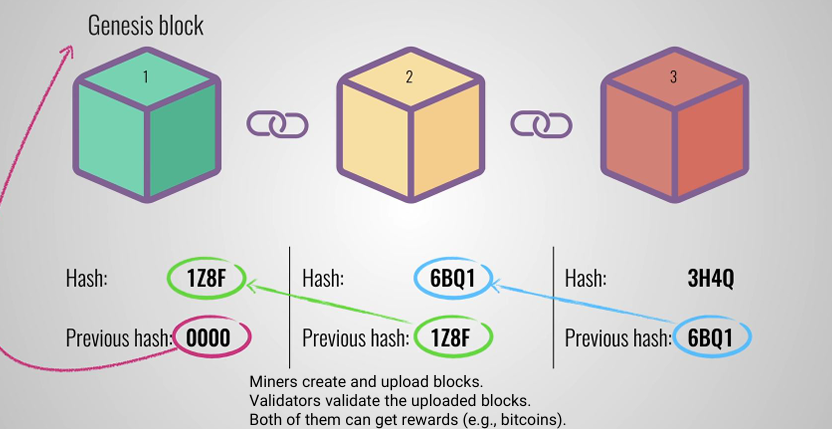 Genesis block
1
2
3
Hash: 1Z8F
Hash: 6BQ1
Hash: 3H4Q
Previous hash: 0000
Previous hash: 1Z8F
Previous hash: 6BQ1
Miners create and upload blocks.
Validators validate the uploaded blocks.
Both of them can get rewards (e.g., bitcoins).